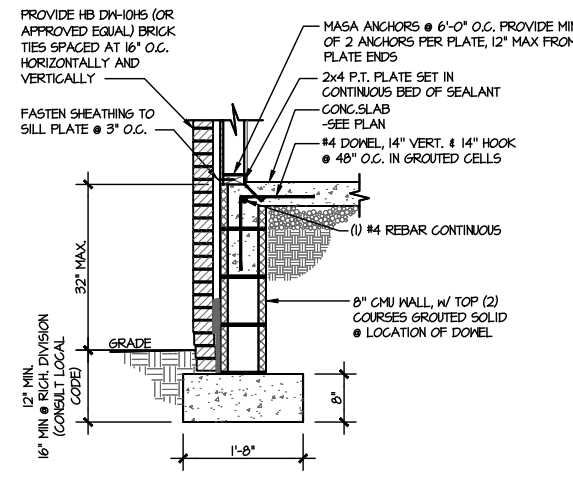 PROVIDE HB DW-10HS (OR
APPROVED EQUAL) BRICK
TIES SPACED AT 16" O.C.
HORIZONTALLY AND
VERTICALLY
FASTEN SHEATHING TO
SILL PLATE @ 3" O.C.
MASA ANCHORS @ 6'-0" O.C. PROVIDE MI
OF 2 ANCHORS PER PLATE, 12" MAX FROM
PLATE ENDS
2x4 P.T. PLATE SET IN
CONTINUOUS BED OF SEALANT
CONC.SLAB
-SEE PLAN
#4 DOWEL, 14" VERT. & 14" HOOK
@ 48" O.C. IN GROUTED CELLS
(1) #4 REBAR CONTINUOUS
8" CMU WALL, w/ TOP (2)
COURSES GROUTED SOLID
@ LOCATION OF DOWEL
32" MAX.
GRADE
12" MIN.
16" MIN @ RICH. DIVISION
(CONSULT LOCAL
CODE)
8"
1'-8"